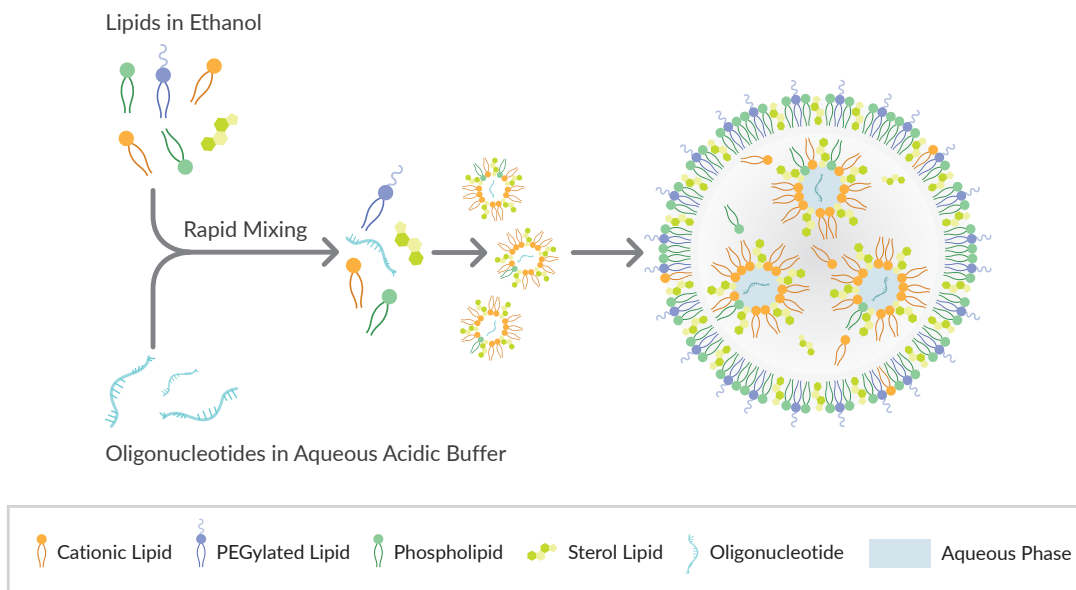 Lipids in Ethanol
Rapid Mixing
Oligonucleotides in Aqueous Acidic Buffer
Cationic Lipid
PEGylated Lipid
Phospholipid
Sterol Lipid
Oligonucleotide
Aqueous Phase